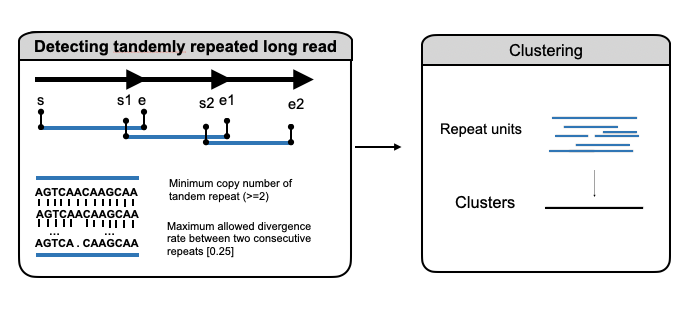 Detecting tandemly repeated long read
s s1 e s2 e1 e2
AGTCAACAAGCAA
AGTCAACAAGCAA
...
...
AGTCA . CAAGCAA
Minimum copy number of
tandem repeat (>=2)
Maximum allowed divergence
rate between two consecutive
repeats [0.25]
Clustering
Repeat units
Clusters